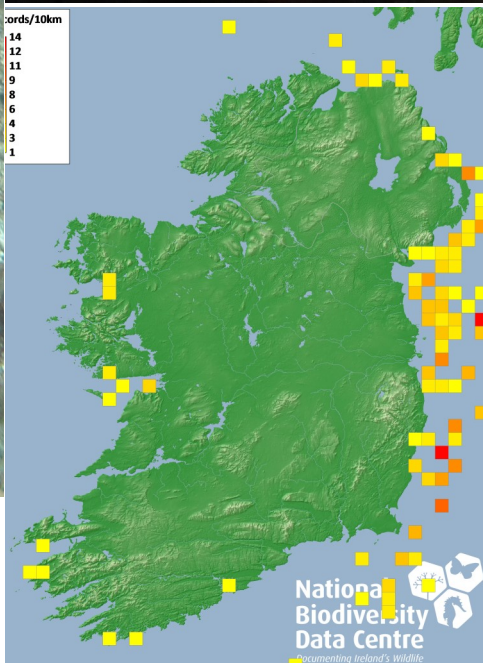 cords/10km
14
12
11
9
8
6
4
3
1
National
Biodiversity
Data Centre
Documenting Ireland's Wildlife